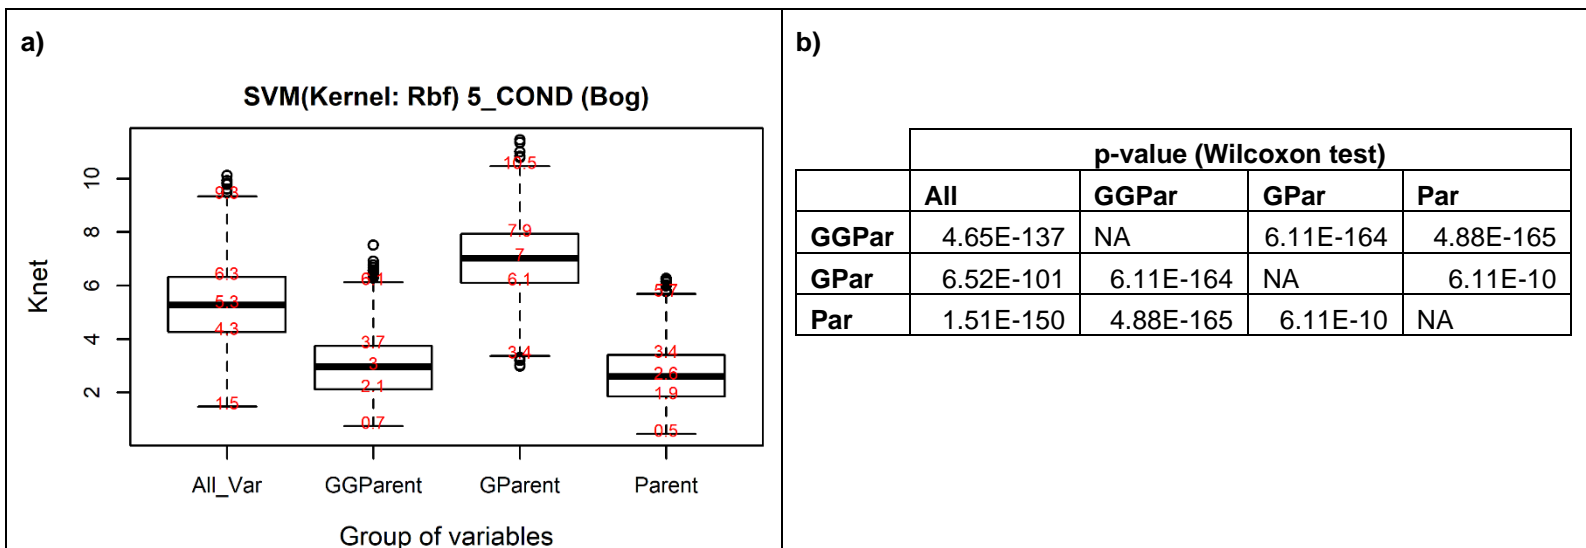 a)
SVM(Kernel: Rbf) 5_COND (Bog)
Knet
10
8
6
4
2
9.3
6.3
5.3
4.3
1.5
6.1
3.7
3
2.1
0.7
10.5
7.9
7
6.1
3.4
5.7
3.4
2.6
1.9
0.5
All_Var GGParent GParent Parent
Group of variables
b)
p-value (Wilcoxon test)
All GGPar GPar Par
GGPar 4.65E-137 NA 6.11E-164 4.88E-165
GPar 6.52E-101 6.11E-164 NA 6.11E-10
Par 1.51E-150 4.88E-165 6.11E-10 NA